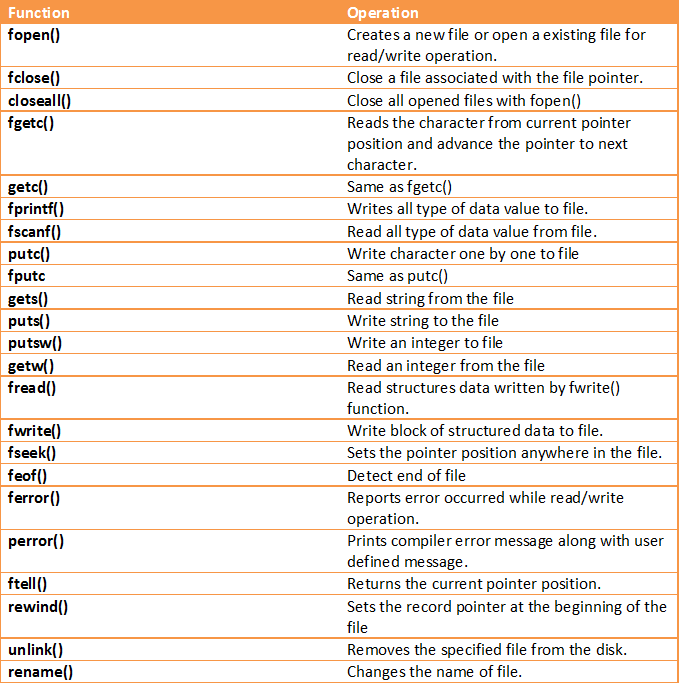 Function Operation
fopen() Creates a new file or open a existing file for
read/write operation.
fclose() Close a file associated with the file pointer.
closeall() Close all opened files with fopen()
fgetc() Reads the character from current pointer
position and advance the pointer to next
character.
getc() Same as fgetc()
fprintf() Writes all type of data value to file.
fscanf() Read all type of data value from file.
putc() Write character one by one to file
fputc Same as putc()
gets() Read string from the file
puts() Write string to the file
putsw() Write an integer to file
getw() Read an integer from the file
fread() Read structures data written by fwrite()
function.
fwrite() Write block of structured data to file.
fseek() Sets the pointer position anywhere in the file.
feof() Detect end of file
ferror() Reports error occurred while read/write
operation.
perror() Prints compiler error message along with user
defined message.
ftell() Returns the current pointer position.
rewind() Sets the record pointer at the beginning of the
file
unlink() Removes the specified file from the disk.
rename() Changes the name of file.